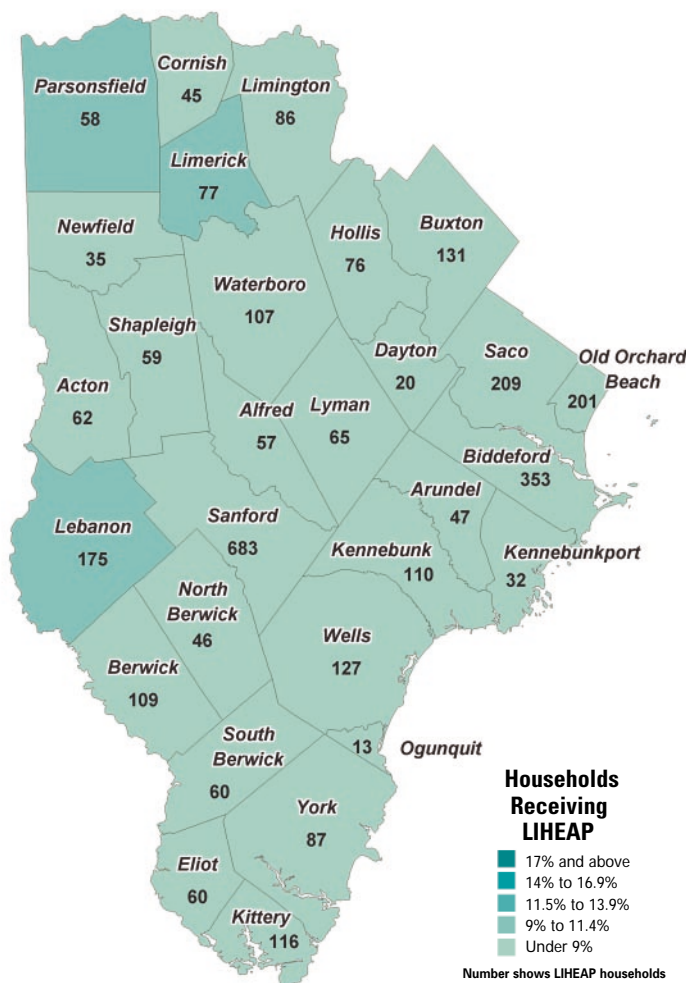 Cornish
45
Parsonsfield
58
Limington
86
Limerick
77
Newfield
35
Hollis
76
Buxton
131
Waterboro
107
Shapleigh
59
Dayton
20
Saco
209
Old Orchard
Beach
201
Acton
62
Alfred
57
Lyman
65
Biddeford
353
Arundel
47
Lebanon
175
Sanford
683
Kennebunk
110
Kennebunkport
32
North
Berwick
46
Wells
127
Berwick
109
South
Berwick
60
13
Ogunquit
York
87
Eliot
60
Kittery
116
Households
Receiving
LIHEAP
17% and above
14% to 16.9%
11.5% to 13.9%
9% to 11.4%
Under 9%
Number shows LIHEAP households